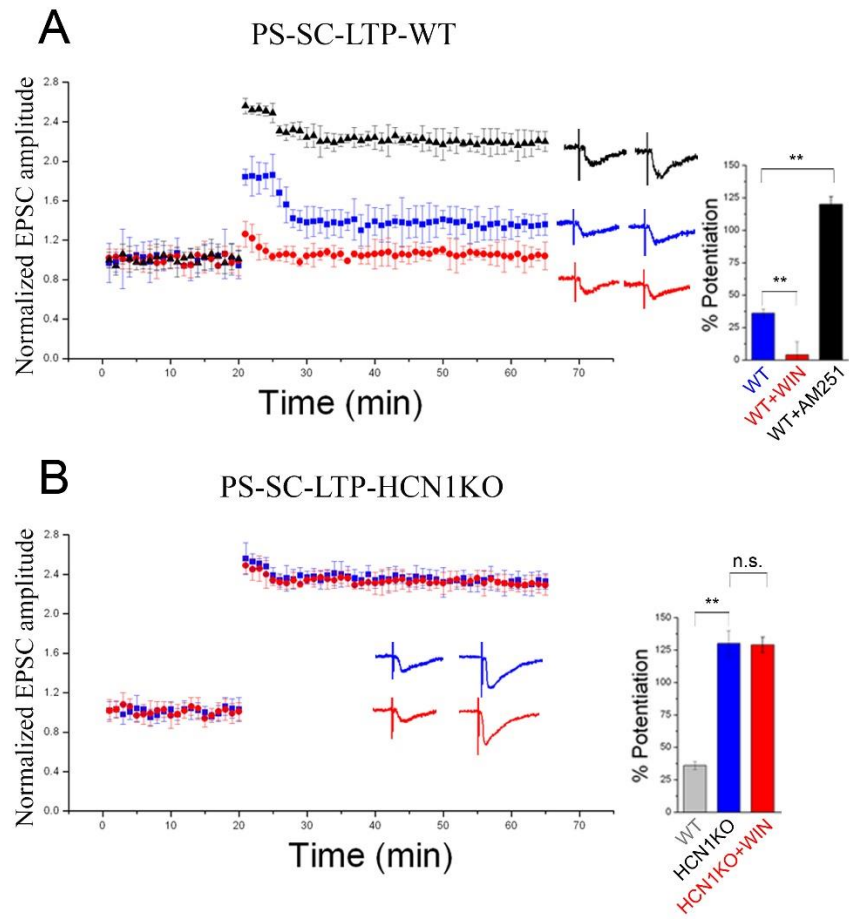 A
PS-SC-LTP-WT
Normalized EPSC amplitude
2.8
2.4
2.0
1.6
1.2
0.8
0.4
0.0
0 10 20 30 40 50 60 70
Time (min)
% Potentiation
150
125
100
75
50
25
0
**
**
WT
WT+WIN
WT+AM251
B
PS-SC-LTP-HCN1KO
Normalized EPSC amplitude
2.8
2.4
2.0
1.6
1.2
0.8
0.4
0.0
0 10 20 30 40 50 60 70
Time (min)
% Potentiation
150
125
100
75
50
25
0
**
n.s.
WT
HCN1KO
HCN1KO+WIN